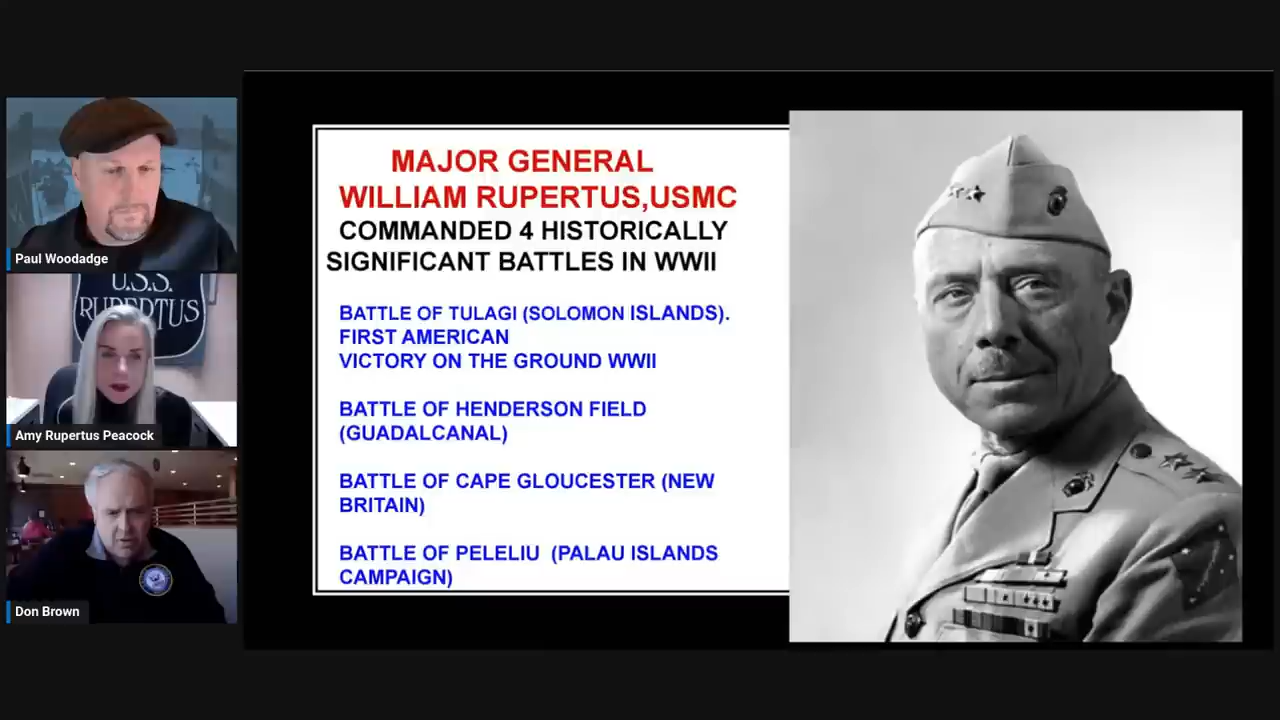 Paul Woodadge
U.S.S.
RUPERTUS
Amy Rupertus Peacock
Don Brown
MAJOR GENERAL
WILLIAM RUPERTUS,USMC
COMMANDED 4 HISTORICALLY
SIGNIFICANT BATTLES IN WWII
BATTLE OF TULAGI (SOLOMON ISLANDS).
FIRST AMERICAN
VICTORY ON THE GROUND WWII
BATTLE OF HENDERSON FIELD
(GUADALCANAL)
BATTLE OF CAPE GLOUCESTER (NEW
BRITAIN)
BATTLE OF PELELIU  (PALAU ISLANDS
CAMPAIGN)